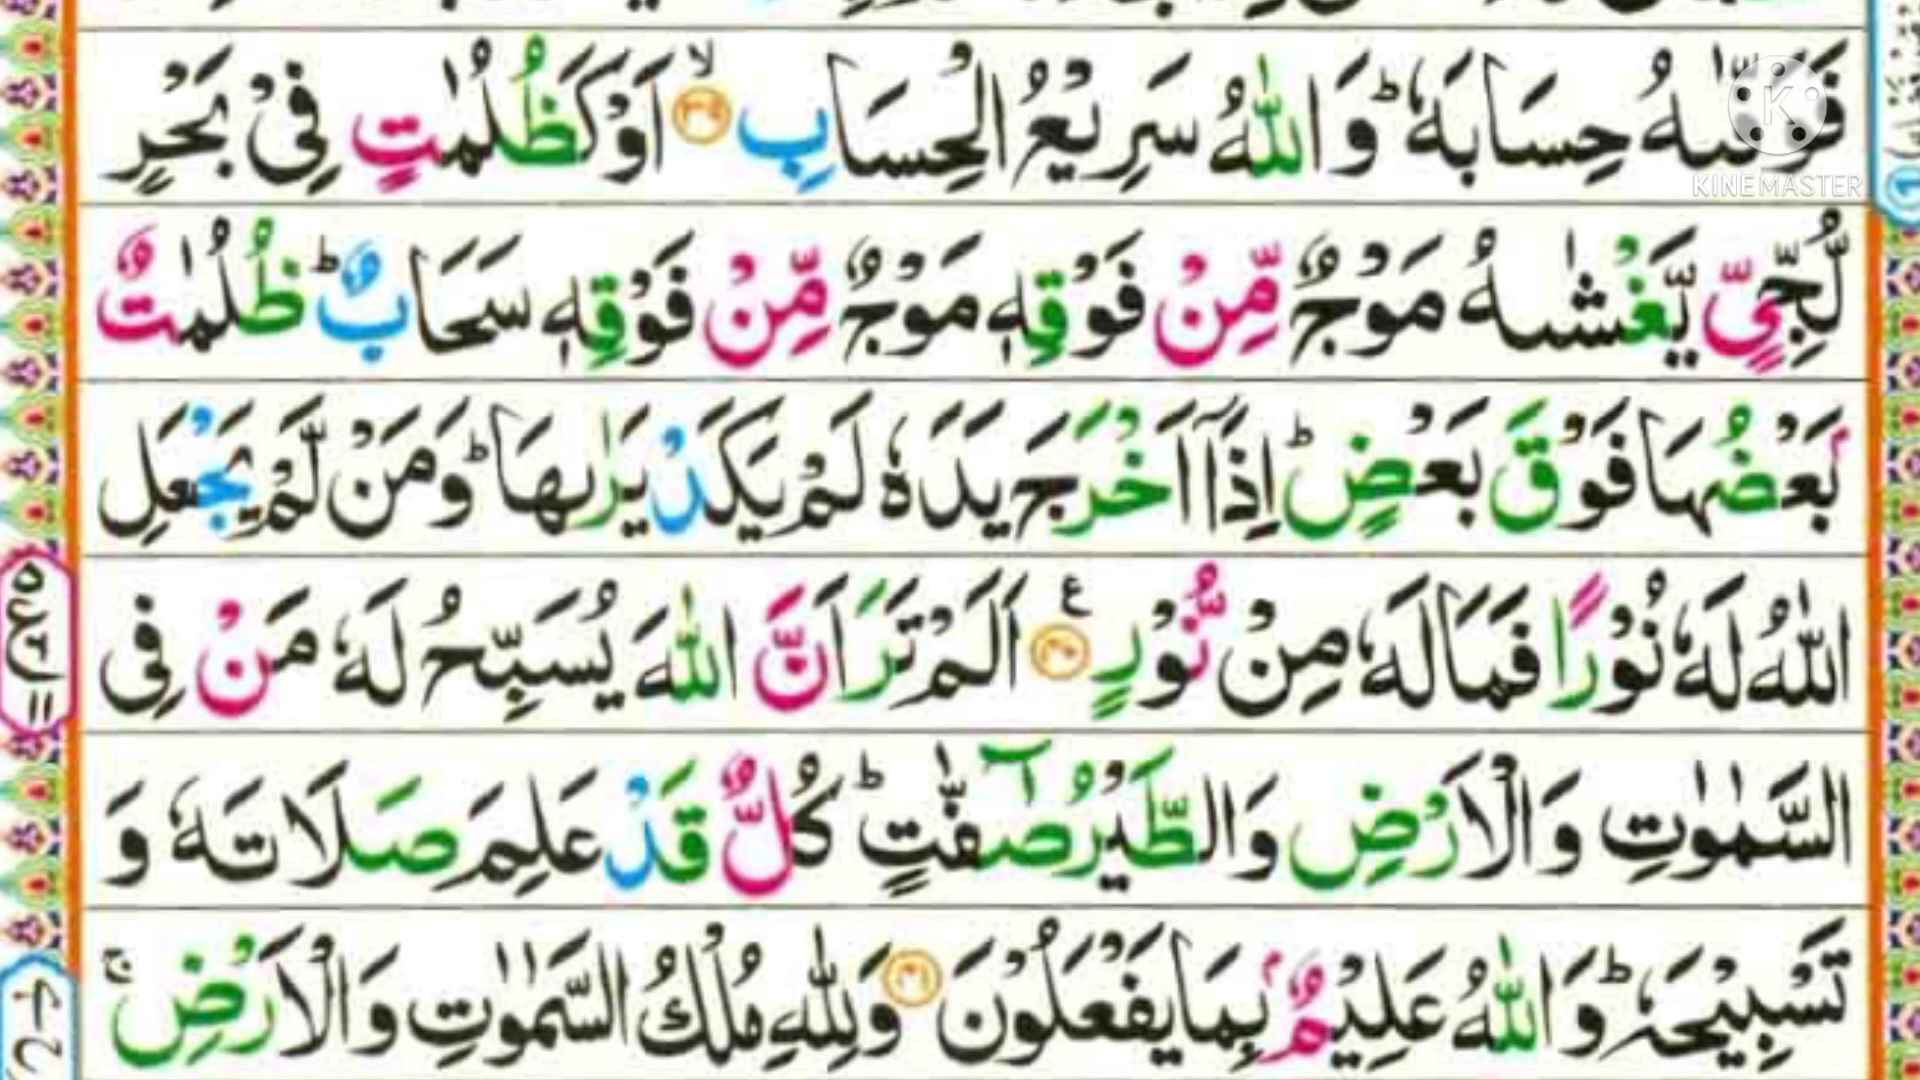 فَوَفّٰىهُ حِسَابَهٗ ؕ وَاللّٰهُ سَرِيْعُ الْحِسَابِ ۙ‏﴿۳۹﴾ اَوْ كَظُلُمٰتٍ فِىْ بَحْرٍ
KINEMASTER
لُّجِّىٍّ يَّغْشٰٮهُ مَوْجٌ مِّنْ فَوْقِهٖ مَوْجٌ مِّنْ فَوْقِهٖ سَحَابٌ ؕ ظُلُمٰتٌۢ
بَعْضُهَا فَوْقَ بَعْضٍ ؕ اِذَاۤ اَخْرَجَ يَدَهٗ لَمْ يَكَدْ يَرٰٮهَا ؕ وَمَنْ لَّمْ يَجْعَلِ
اللّٰهُ لَهٗ نُوْرًا فَمَا لَهٗ مِنْ نُّوْرٍ ﴿۴۰﴾ ع اَلَمْ تَرَ اَنَّ اللّٰهَ يُسَبِّحُ لَهٗ مَنْ فِى
السَّمٰوٰتِ وَالْاَرْضِ وَالطَّيْرُ صٰٓفّٰتٍ ؕ كُلٌّ قَدْ عَلِمَ صَلَاتَهٗ وَ
تَسْبِيْحَهٗ ؕ وَاللّٰهُ عَلِيْمٌۢ بِمَا يَفْعَلُوْنَ ﴿۴۱﴾ وَلِلّٰهِ مُلْكُ السَّمٰوٰتِ وَالْاَرْضِ ۚ